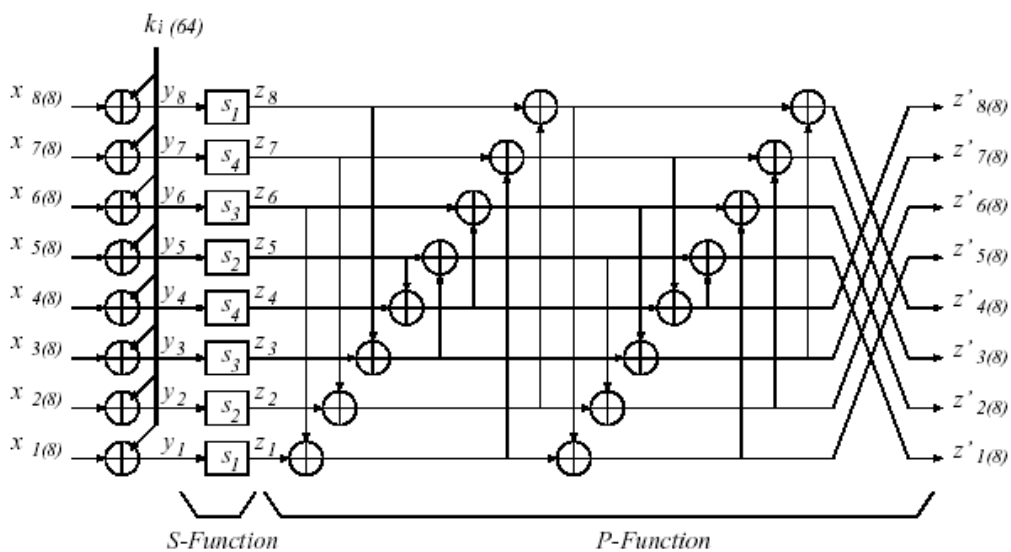 k i (64)
x 8(8) y 8 s 1 z 8 z' 8(8)
x 7(8) y 7 s 4 z 7 z' 7(8)
x 6(8) y 6 s 3 z 6 z' 6(8)
x 5(8) y 5 s 2 z 5 z' 5(8)
x 4(8) y 4 s 4 z 4 z' 4(8)
x 3(8) y 3 s 3 z 3 z' 3(8)
x 2(8) y 2 s 2 z 2 z' 2(8)
x 1(8) y 1 s 1 z 1 z' 1(8)
S-Function P-Function